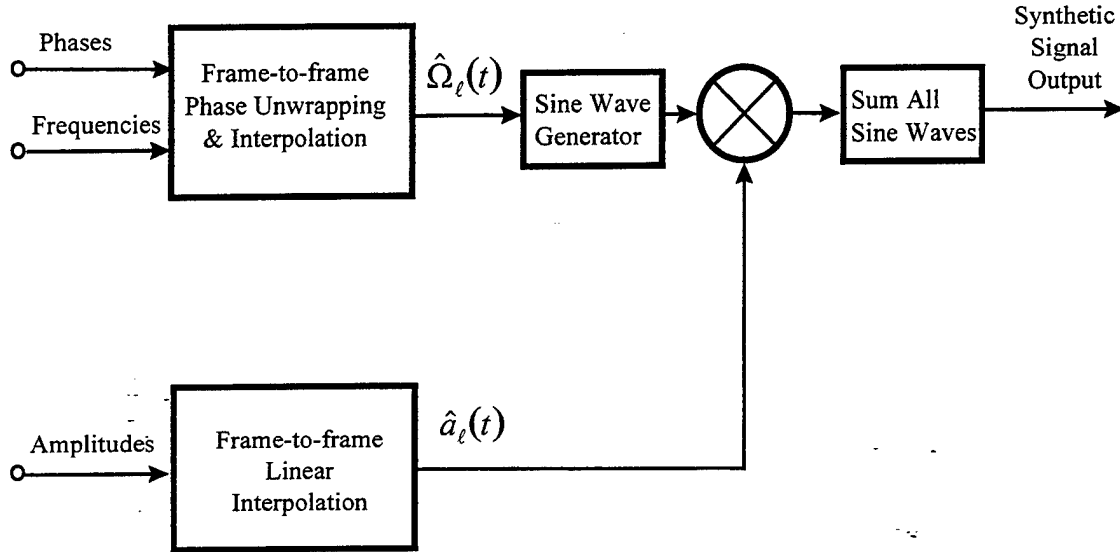 Phases
Frequencies
Frame-to-frame
Phase Unwrapping
& Interpolation
Ω̂ℓ(t)
Sine Wave
Generator
Sum All
Sine Waves
Synthetic
Signal
Output
Amplitudes
Frame-to-frame
Linear
Interpolation
âℓ(t)